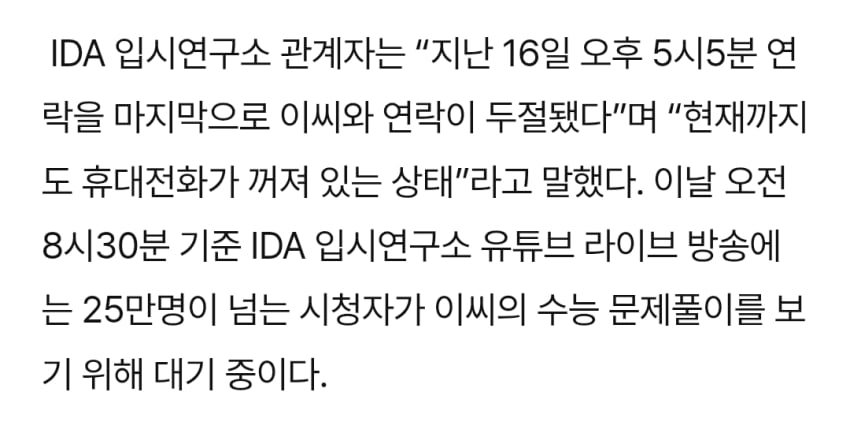 IDA 입시연구소 관계자는 “지난 16일 오후 5시5분 연
락을 마지막으로 이씨와 연락이 두절됐다”며 “현재까지
도 휴대전화가 꺼져 있는 상태”라고 말했다. 이날 오전
8시30분 기준 IDA 입시연구소 유튜브 라이브 방송에
는 25만명이 넘는 시청자가 이씨의 수능 문제풀이를 보
기 위해 대기 중이다.